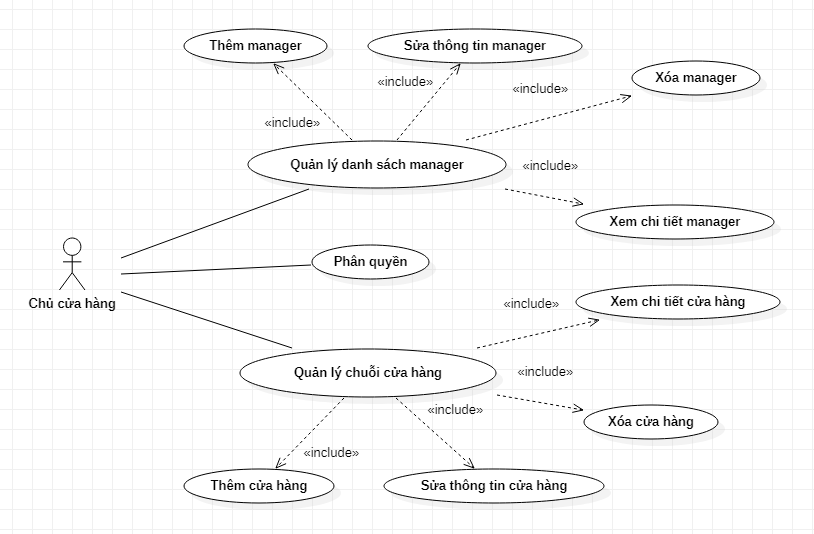 Thêm manager
Sửa thông tin manager
Xóa manager
«include»
«include»
«include»
Quản lý danh sách manager
«include»
Xem chi tiết manager
Phân quyền
Chủ cửa hàng
Xem chi tiết cửa hàng
«include»
Quản lý chuỗi cửa hàng
«include»
«include»
Xóa cửa hàng
«include»
Thêm cửa hàng
Sửa thông tin cửa hàng